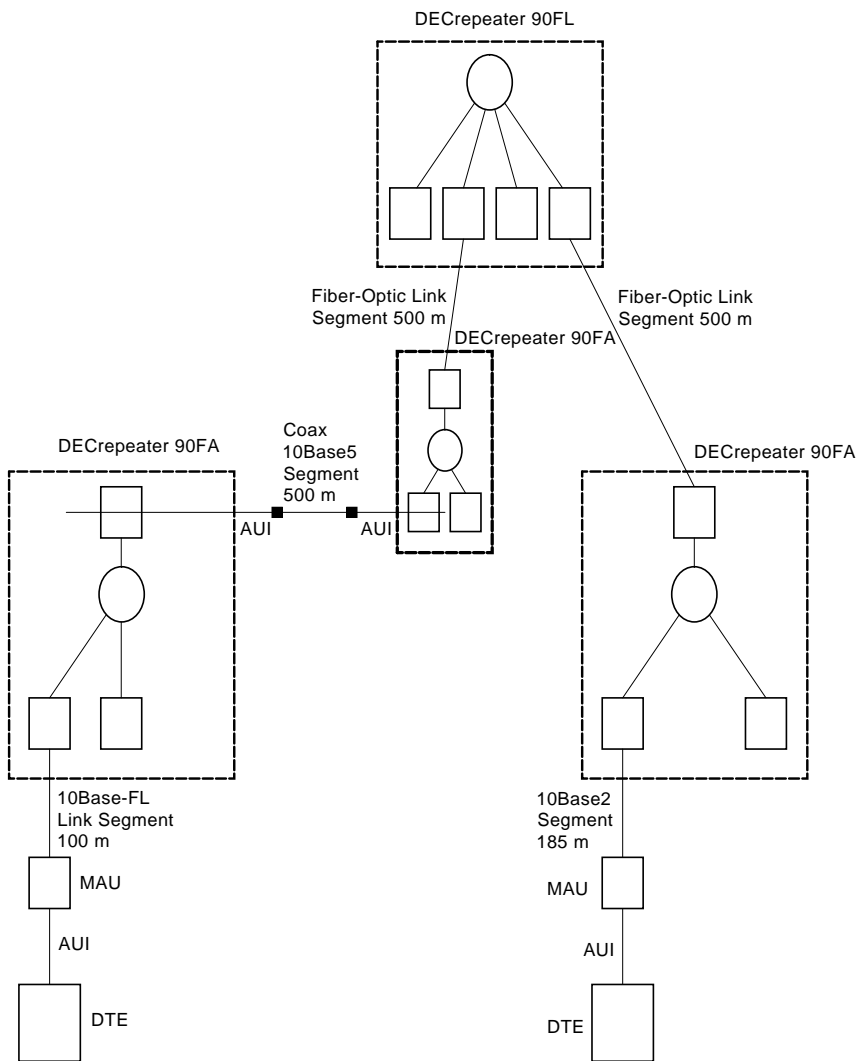 DECrepeater 90FL
Fiber-Optic Link
Segment 500 m
Fiber-Optic Link
Segment 500 m
DECrepeater 90FA
Coax
10Base5
Segment
500 m
DECrepeater 90FA
DECrepeater 90FA
AUI
AUI
10Base-FL
Link Segment
100 m
10Base2
Segment
185 m
MAU
MAU
AUI
AUI
DTE
DTE